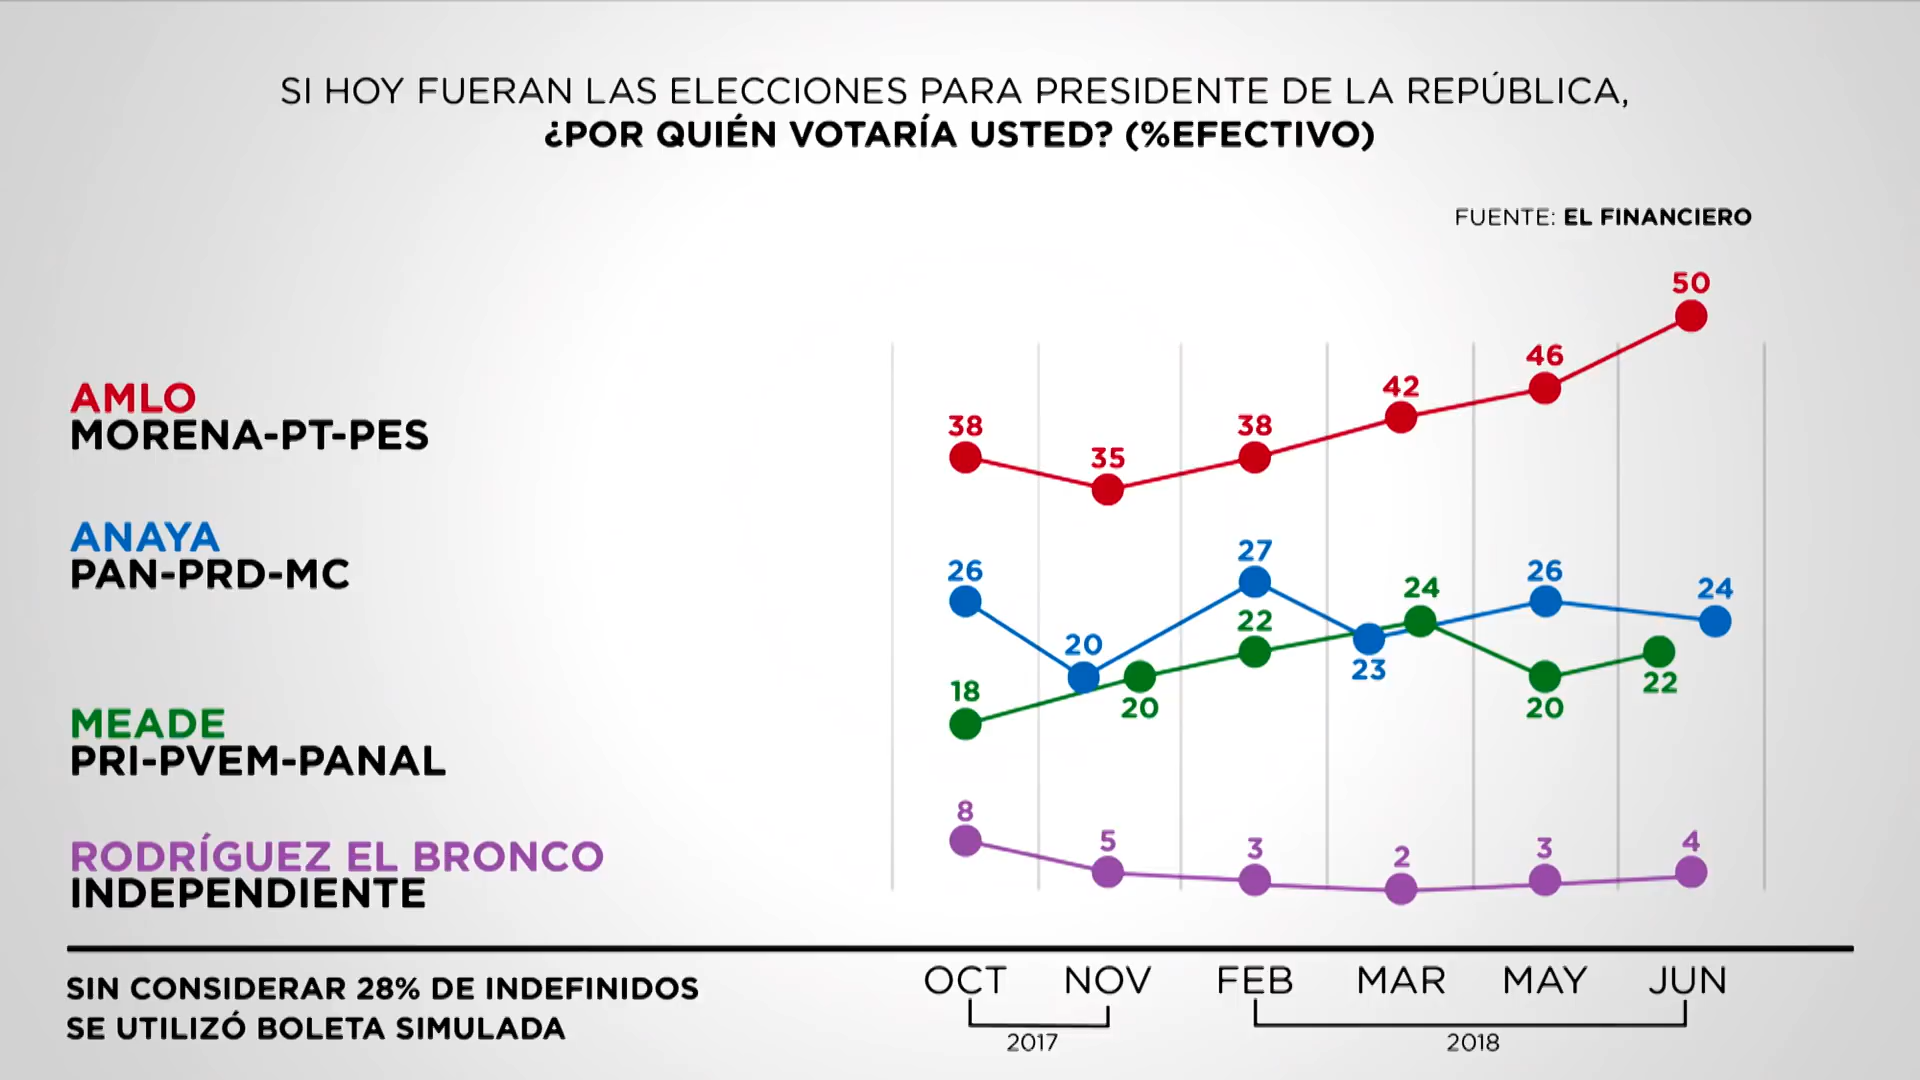 SI HOY FUERAN LAS ELECCIONES PARA PRESIDENTE DE LA REPÚBLICA,
¿POR QUIÉN VOTARÍA USTED? (%EFECTIVO)
FUENTE: EL FINANCIERO
AMLO
MORENA-PT-PES
38
35
38
42
46
50
ANAYA
PAN-PRD-MC
26
20
27
23
26
24
MEADE
PRI-PVEM-PANAL
18
20
22
24
20
22
RODRÍGUEZ EL BRONCO
INDEPENDIENTE
8
5
3
2
3
4
OCT NOV FEB MAR MAY JUN
2017 2018
SIN CONSIDERAR 28% DE INDEFINIDOS
SE UTILIZÓ BOLETA SIMULADA